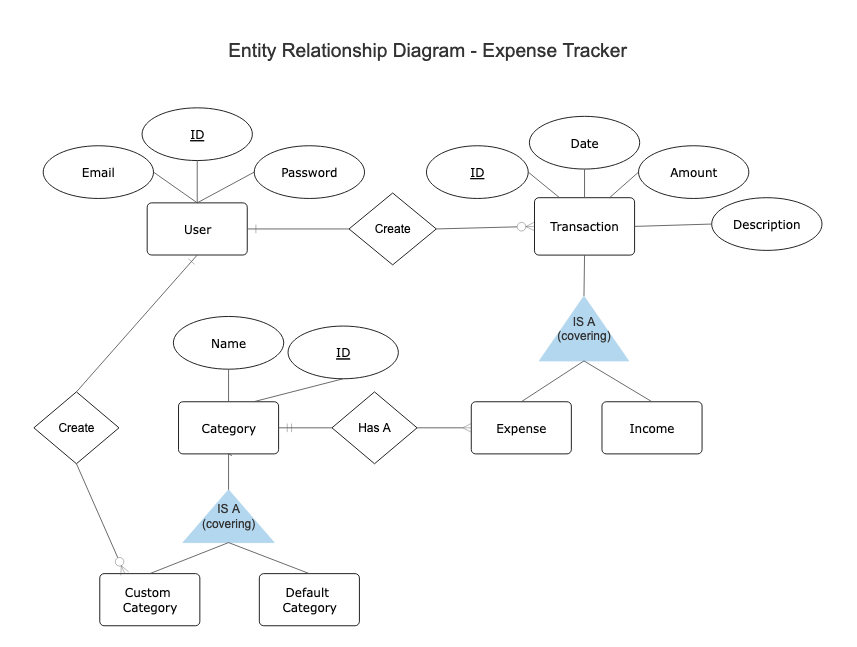 Entity Relationship Diagram - Expense Tracker
ID
Email
Password
User
Create
ID
Date
Amount
Description
Transaction
IS A
(covering)
Name
ID
Create
Category
Has A
Expense
Income
IS A
(covering)
Custom
Category
Default
Category